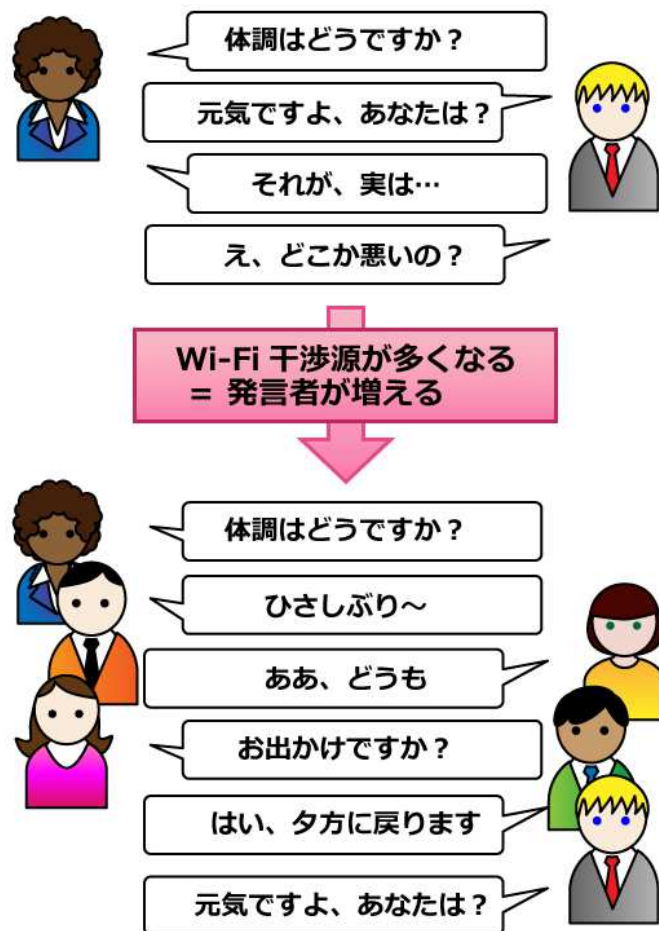 体調はどうですか？
元気ですよ、あなたは？
それが、実は…
え、どこか悪いの？
Wi-Fi 干渉源が多くなる
= 発言者が増える
体調はどうですか？
ひさしぶり～
ああ、どうも
お出かけですか？
はい、夕方に戻ります
元気ですよ、あなたは？